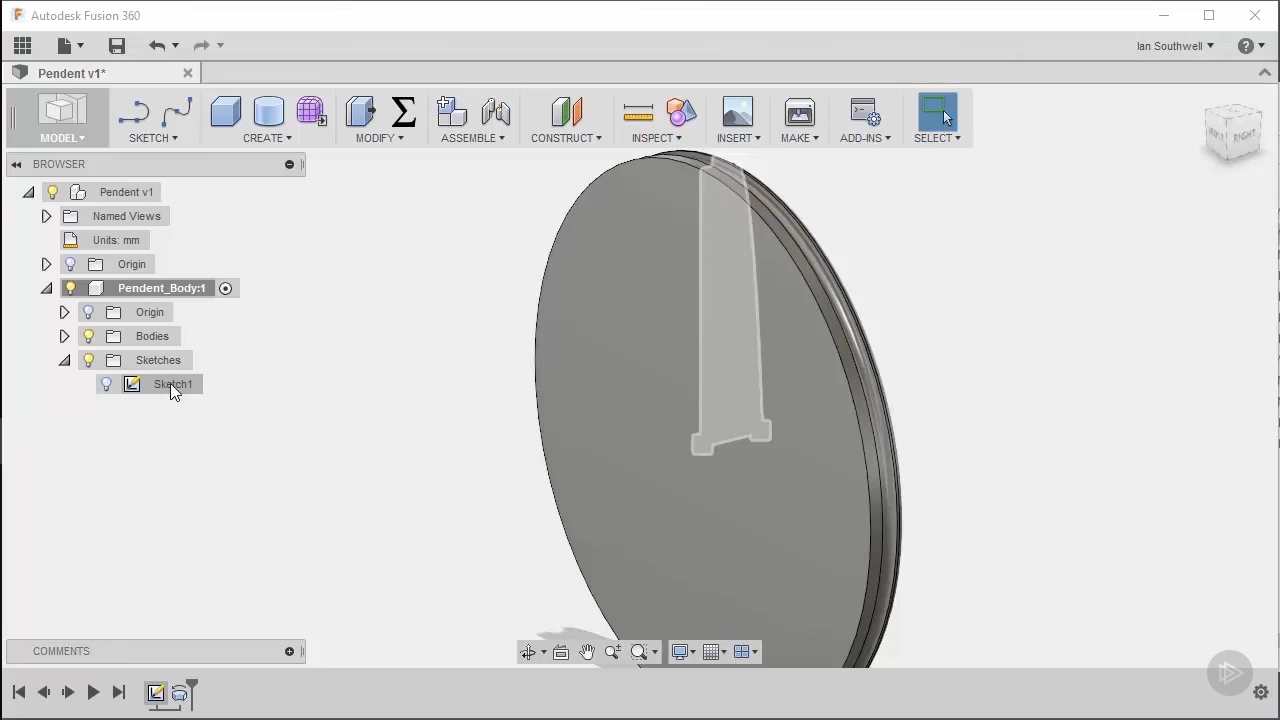 Autodesk Fusion 360
Ian Southwell
Pendent v1*
MODEL
SKETCH
CREATE
MODIFY
ASSEMBLE
CONSTRUCT
INSPECT
INSERT
MAKE
ADD-INS
SELECT
RIGHT
BROWSER
Pendent v1
Named Views
Units: mm
Origin
Pendent_Body:1
Origin
Bodies
Sketches
Sketch1
COMMENTS